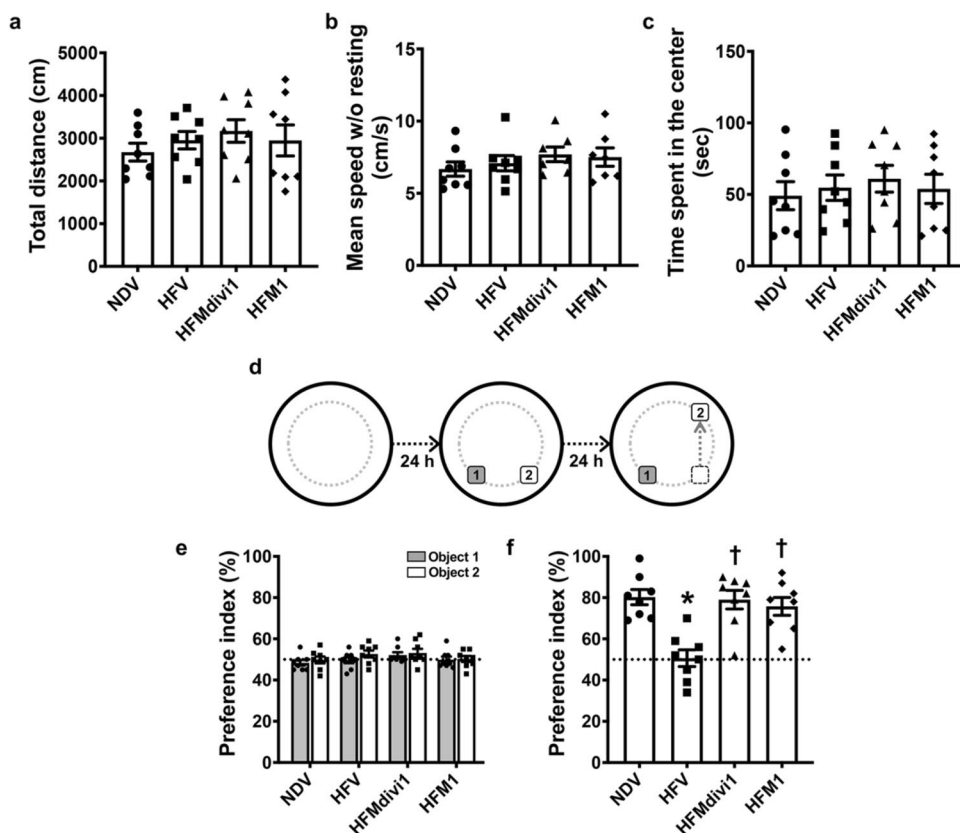 a
Total distance (cm)
5000
4000
3000
2000
1000
0
NDV
HFV
HFMdivi1
HFM1
b
Mean speed w/o resting
(cm/s)
15
10
5
0
NDV
HFV
HFMdivi1
HFM1
c
Time spent in the center
(sec)
150
100
50
0
NDV
HFV
HFMdivi1
HFM1
d
24 h
1
2
24 h
2
1
e
Preference index (%)
100
80
60
40
20
0
Object 1
Object 2
NDV
HFV
HFMdivi1
HFM1
f
Preference index (%)
100
80
60
40
20
0
*
†
†
NDV
HFV
HFMdivi1
HFM1